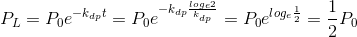 P_L = P_0 e^{-k_{dp} t} = P_0 e^{-k_{dp} \frac{log_e 2}{k_{dp}}} = P_0 e^{log_e \frac{1}{2}} = \frac{1}{2} P_0